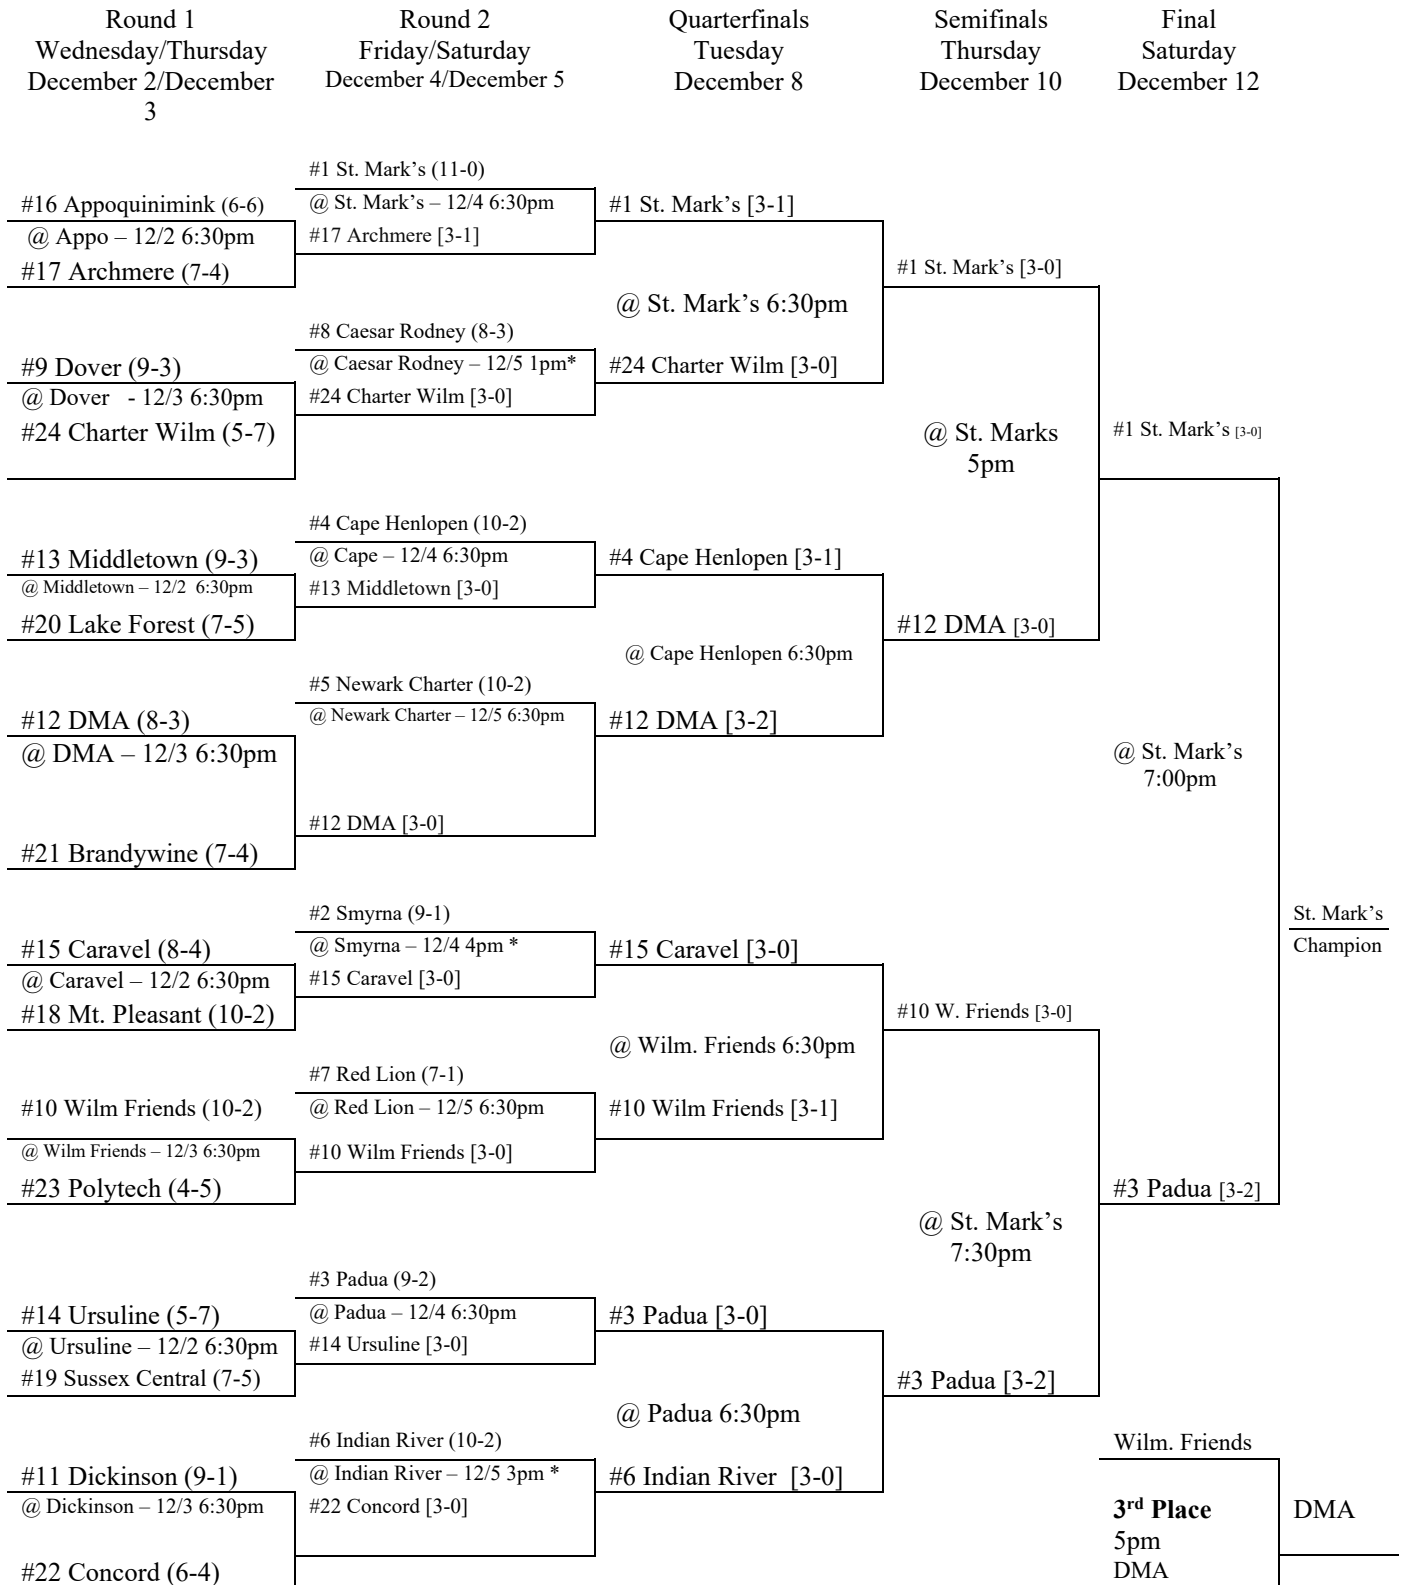 Round 1
Wednesday/Thursday
December 2/December
3
Round 2
Friday/Saturday
December 4/December 5
Quarterfinals
Tuesday
December 8
Semifinals
Thursday
December 10
Final
Saturday
December 12
#16 Appoquinimink (6-6)
@ Appo – 12/2 6:30pm
#17 Archmere (7-4)
#9 Dover (9-3)
@ Dover - 12/3 6:30pm
#24 Charter Wilm (5-7)
#13 Middletown (9-3)
@ Middletown – 12/2 6:30pm
#20 Lake Forest (7-5)
#12 DMA (8-3)
@ DMA – 12/3 6:30pm
#21 Brandywine (7-4)
#15 Caravel (8-4)
@ Caravel – 12/2 6:30pm
#18 Mt. Pleasant (10-2)
#10 Wilm Friends (10-2)
@ Wilm Friends – 12/3 6:30pm
#23 Polytech (4-5)
#14 Ursuline (5-7)
@ Ursuline – 12/2 6:30pm
#19 Sussex Central (7-5)
#11 Dickinson (9-1)
@ Dickinson – 12/3 6:30pm
#22 Concord (6-4)
#1 St. Mark’s (11-0)
@ St. Mark’s – 12/4 6:30pm
#17 Archmere [3-1]
#8 Caesar Rodney (8-3)
@ Caesar Rodney – 12/5 1pm*
#24 Charter Wilm [3-0]
#4 Cape Henlopen (10-2)
@ Cape – 12/4 6:30pm
#13 Middletown [3-0]
#5 Newark Charter (10-2)
@ Newark Charter – 12/5 6:30pm
#12 DMA [3-0]
#2 Smyrna (9-1)
@ Smyrna – 12/4 4pm *
#15 Caravel [3-0]
#7 Red Lion (7-1)
@ Red Lion – 12/5 6:30pm
#10 Wilm Friends [3-0]
#3 Padua (9-2)
@ Padua – 12/4 6:30pm
#14 Ursuline [3-0]
#6 Indian River (10-2)
@ Indian River – 12/5 3pm *
#22 Concord [3-0]
#1 St. Mark’s [3-1]
@ St. Mark’s 6:30pm
#24 Charter Wilm [3-0]
#4 Cape Henlopen [3-1]
@ Cape Henlopen 6:30pm
#12 DMA [3-2]
#15 Caravel [3-0]
@ Wilm. Friends 6:30pm
#10 Wilm Friends [3-1]
#3 Padua [3-0]
@ Padua 6:30pm
#6 Indian River [3-0]
#1 St. Mark’s [3-0]
@ St. Marks
5pm
#12 DMA [3-0]
#10 W. Friends [3-0]
@ St. Mark’s
7:30pm
#3 Padua [3-2]
#1 St. Mark’s [3-0]
@ St. Mark’s
7:00pm
#3 Padua [3-2]
St. Mark’s
Champion
Wilm. Friends
3rd Place
5pm
DMA
DMA